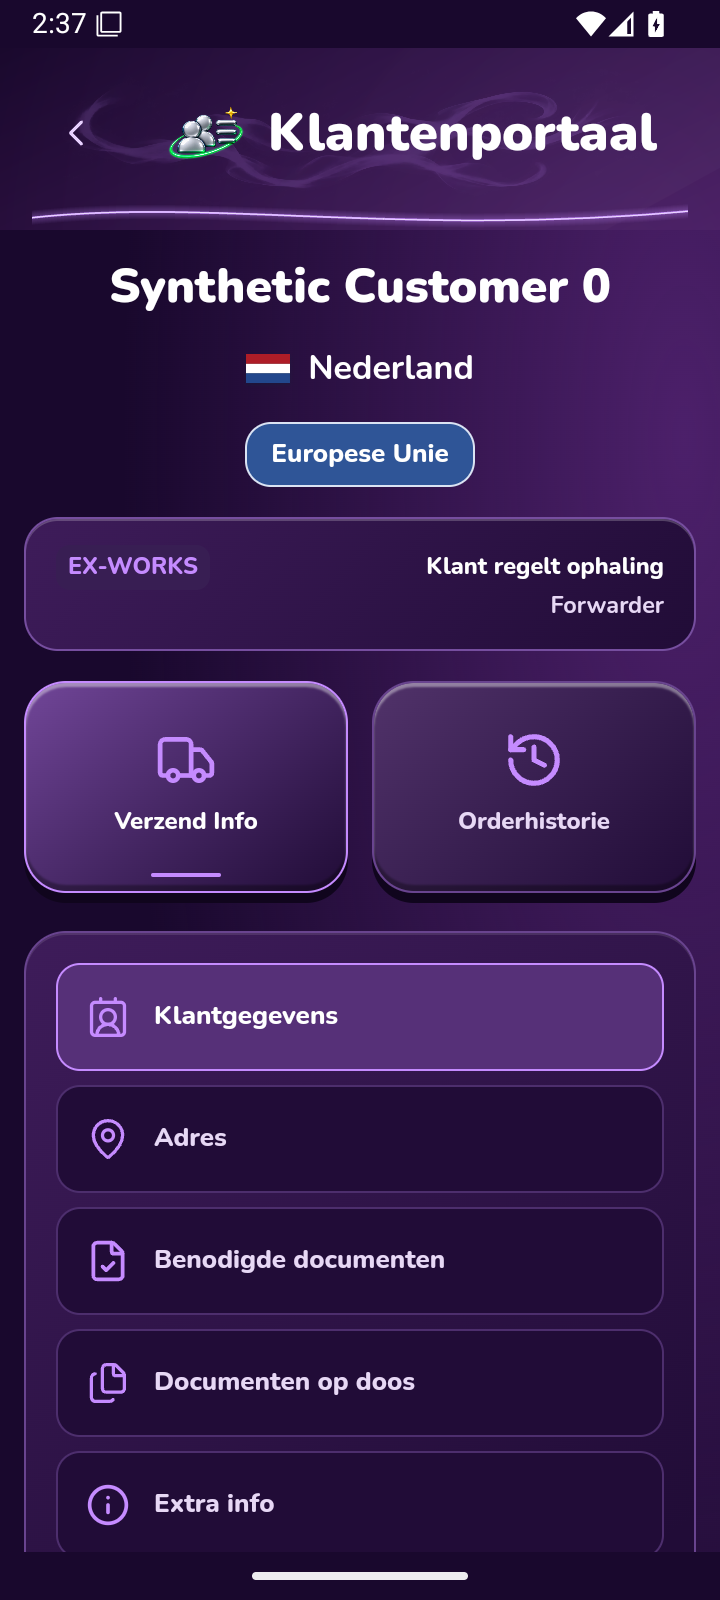 2:37
Klantenportaal
Synthetic Customer 0
Nederland
Europese Unie
EX-WORKS
Klant regelt ophaling
Forwarder
Verzend Info
Orderhistorie
Klantgegevens
Adres
Benodigde documenten
Documenten op doos
Extra info